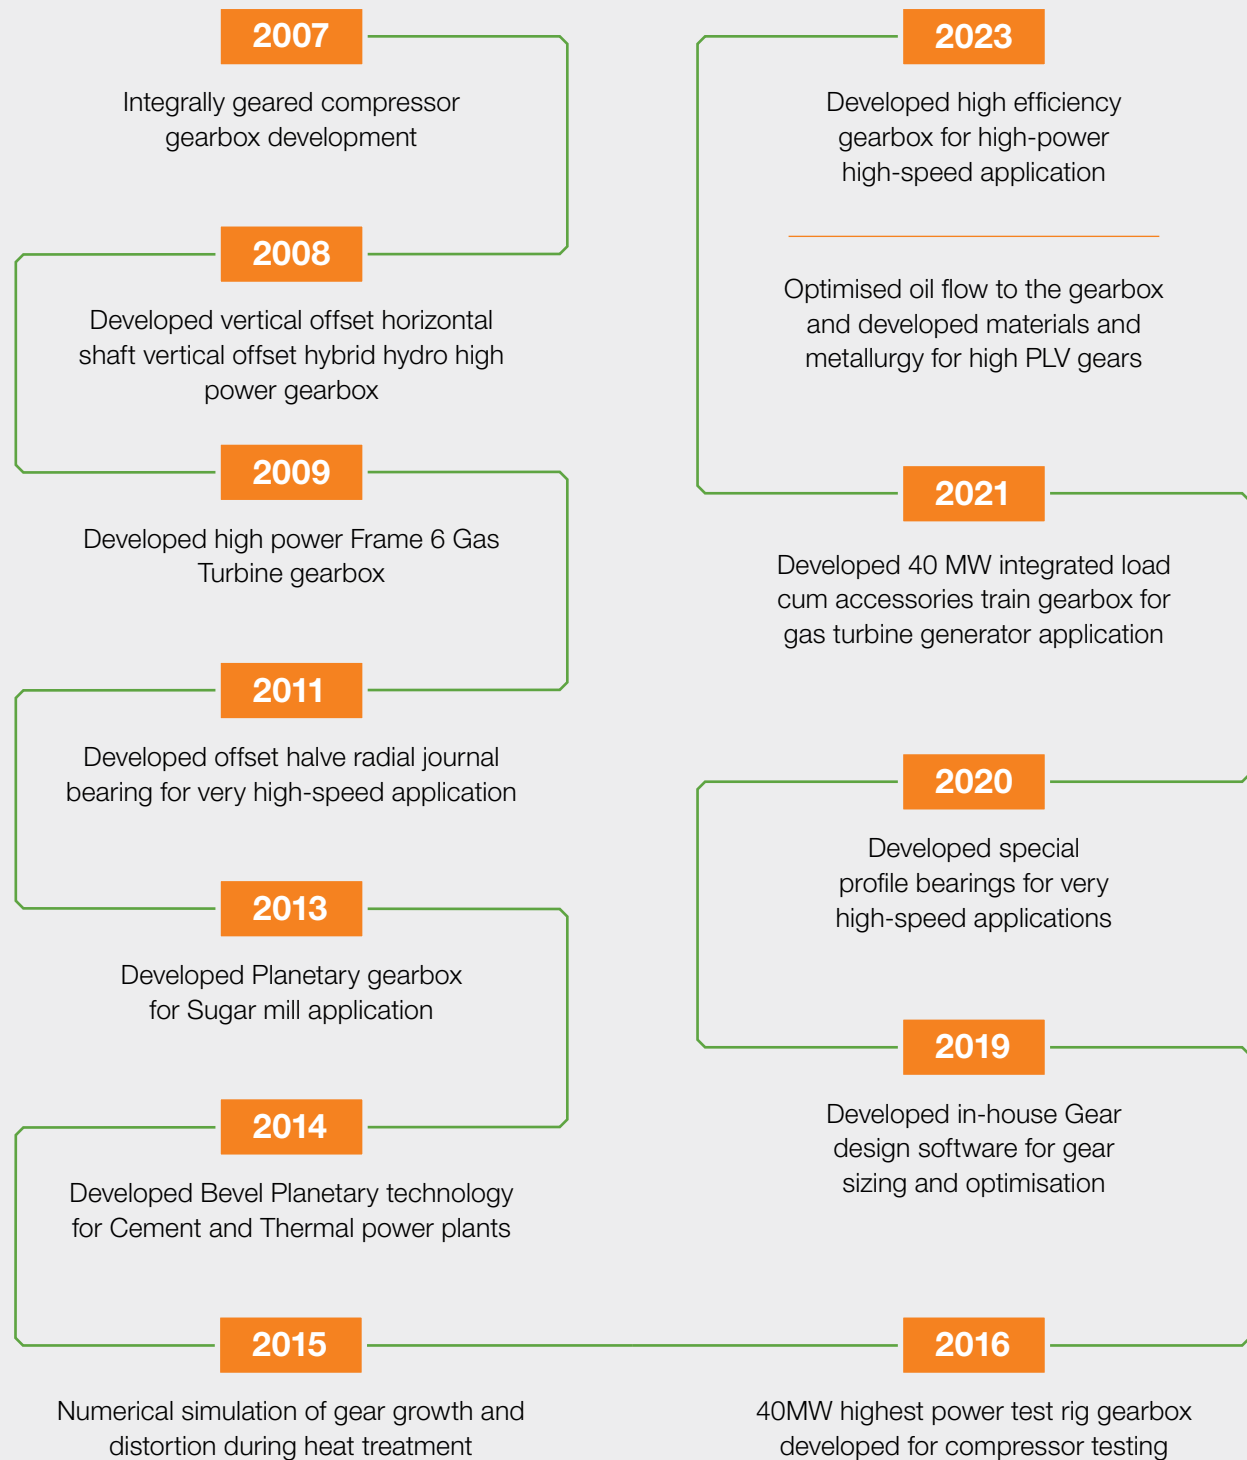 2007
Integrally geared compressor
gearbox development
2008
Developed vertical offset horizontal
shaft vertical offset hybrid hydro high
power gearbox
2009
Developed high power Frame 6 Gas
Turbine gearbox
2011
Developed offset halve radial journal
bearing for very high-speed application
2013
Developed Planetary gearbox
for Sugar mill application
2014
Developed Bevel Planetary technology
for Cement and Thermal power plants
2015
Numerical simulation of gear growth and
distortion during heat treatment
2016
40MW highest power test rig gearbox
developed for compressor testing
2019
Developed in-house Gear
design software for gear
sizing and optimisation
2020
Developed special
profile bearings for very
high-speed applications
2021
Developed 40 MW integrated load
cum accessories train gearbox for
gas turbine generator application
2023
Developed high efficiency
gearbox for high-power
high-speed application
Optimised oil flow to the gearbox
and developed materials and
metallurgy for high PLV gears